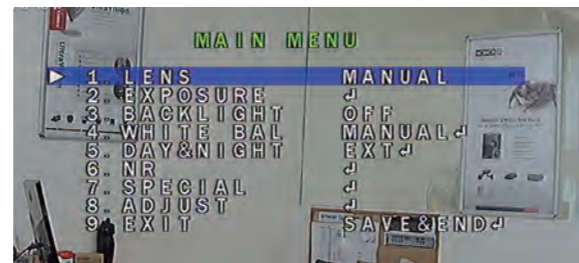 MAIN MENU
1. LENS MANUAL
2. EXPOSURE ↲
3. BACKLIGHT OFF
4. WHITE BAL MANUAL↲
5. DAY&NIGHT EXT↲
6. NR ↲
7. SPECIAL ↲
8. ADJUST ↲
9. EXIT SAVE&END↲